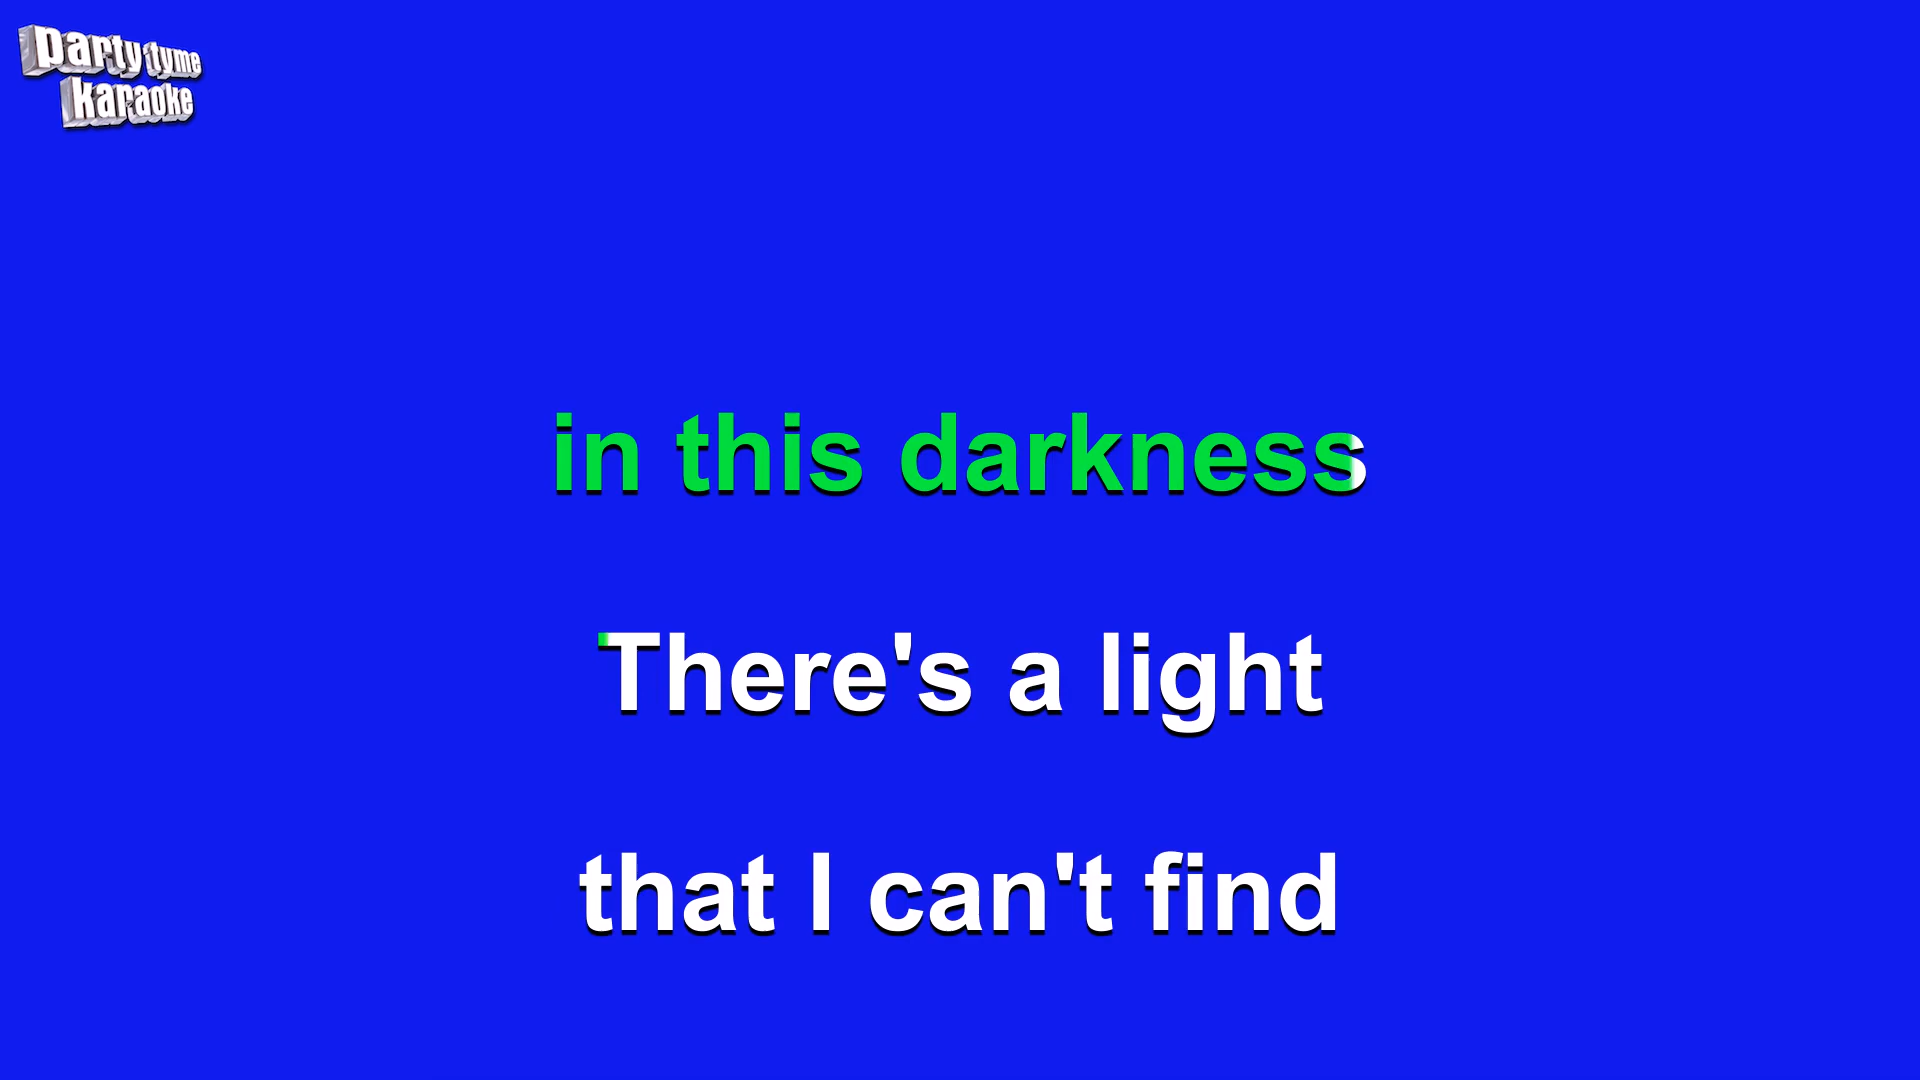 party tyme
karaoke
in this darkness
There's a light
that I can't find